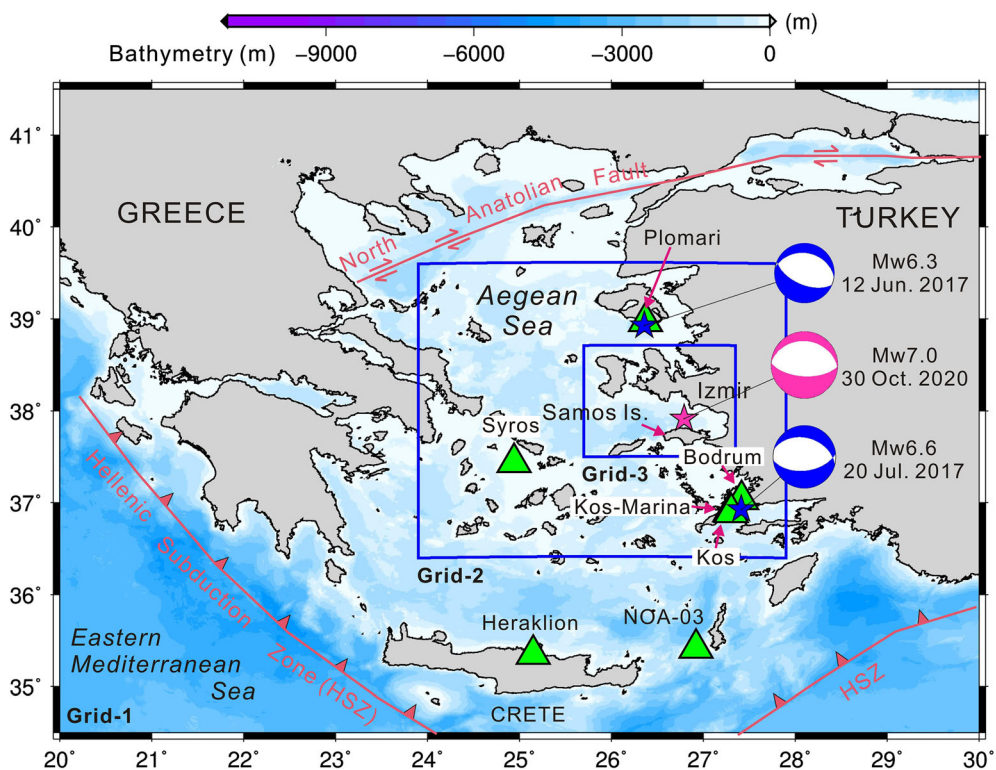 (m)
Bathymetry (m) −9000 −6000 −3000 0
41°
40°
39°
38°
37°
36°
35°
GREECE
TURKEY
North Anatolian Fault
Plomari
Aegean
Sea
Mw6.3
12 Jun. 2017
Mw7.0
30 Oct. 2020
Izmir
Samos Is.
Syros
Grid-3
Bodrum
Mw6.6
20 Jul. 2017
Kos-Marina
Kos
Grid-2
Hellenic Subduction Zone (HSZ)
Heraklion
NOA-03
Eastern
Mediterranean
Sea
HSZ
CRETE
Grid-1
20 21 22 23 24 25 26 27 28 29 30